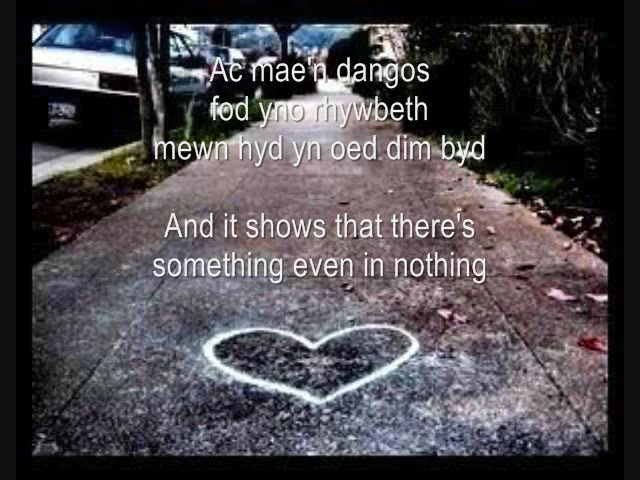 Ac mae'n dangos
fod yno rhywbeth
mewn hyd yn oed dim byd
And it shows that there's
something even in nothing